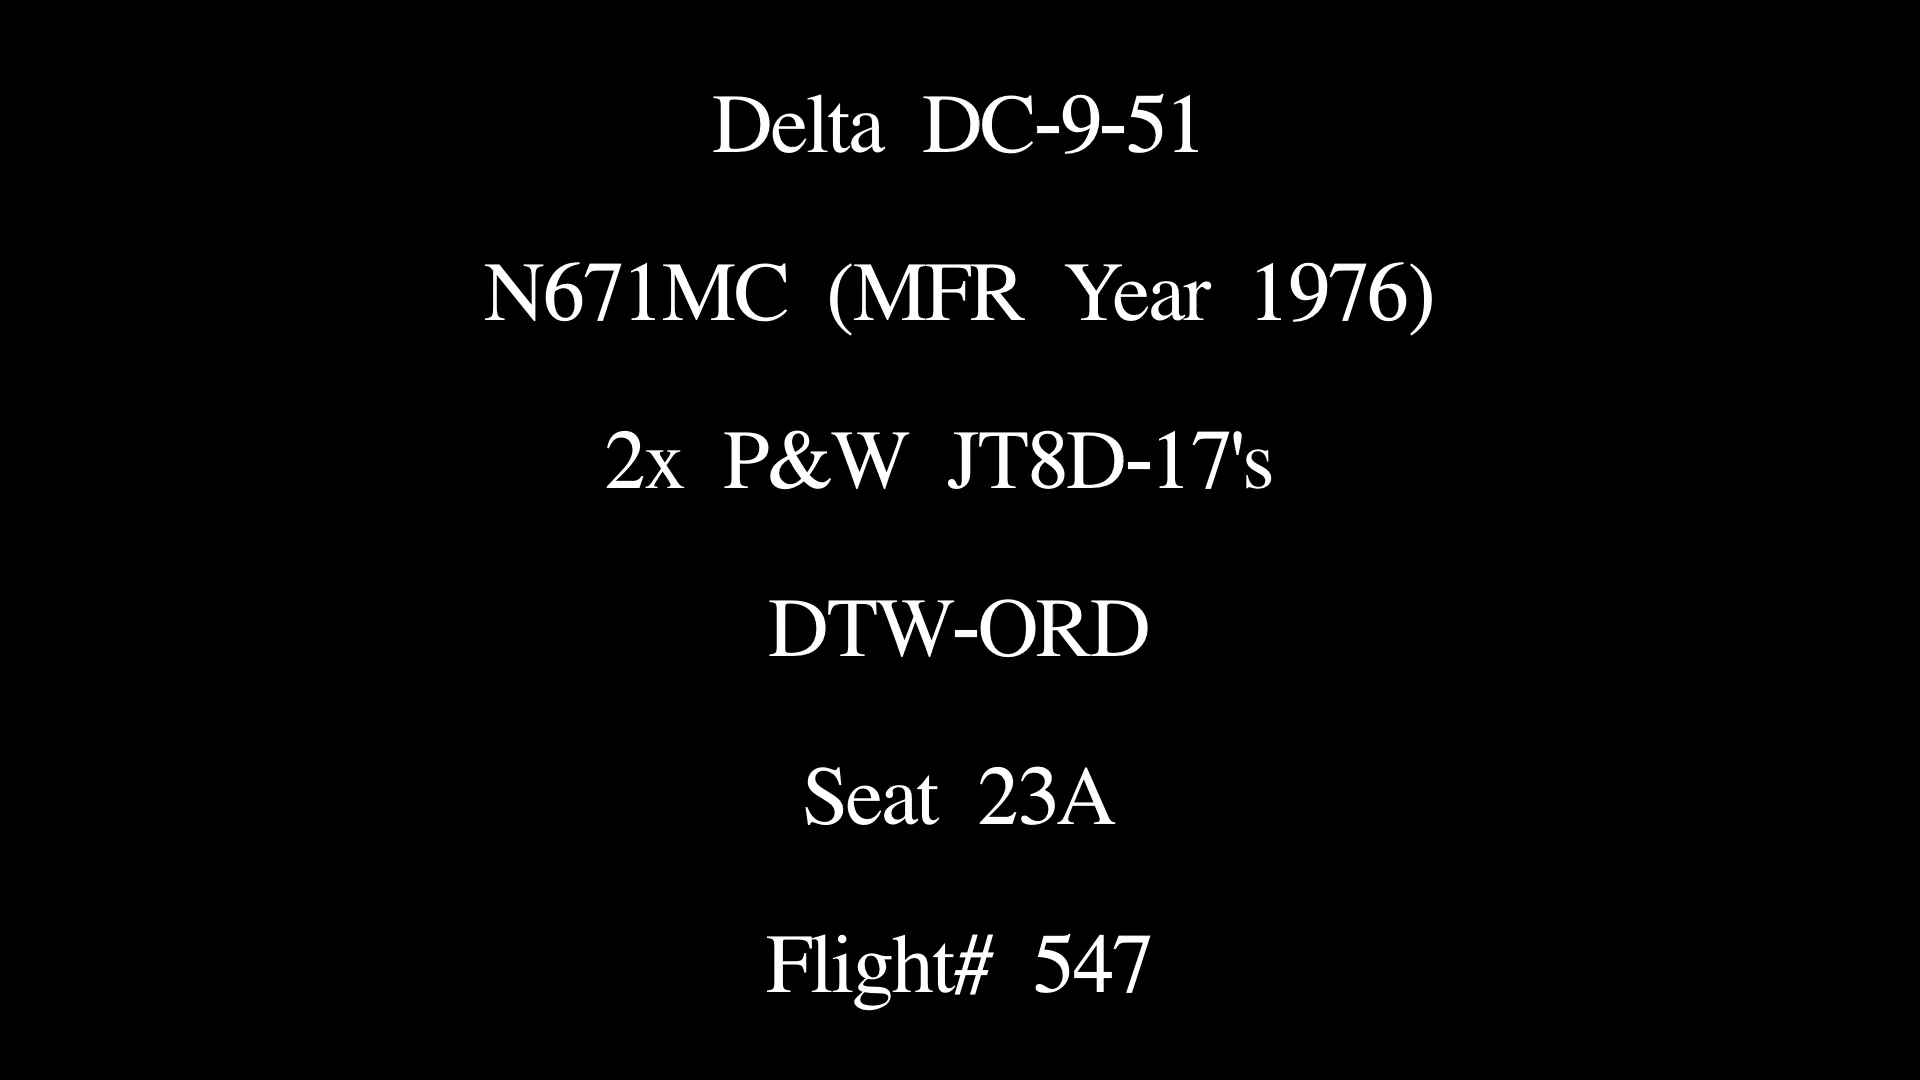 Delta DC-9-51
N671MC (MFR Year 1976)
2x P&W JT8D-17's
DTW-ORD
Seat 23A
Flight# 547